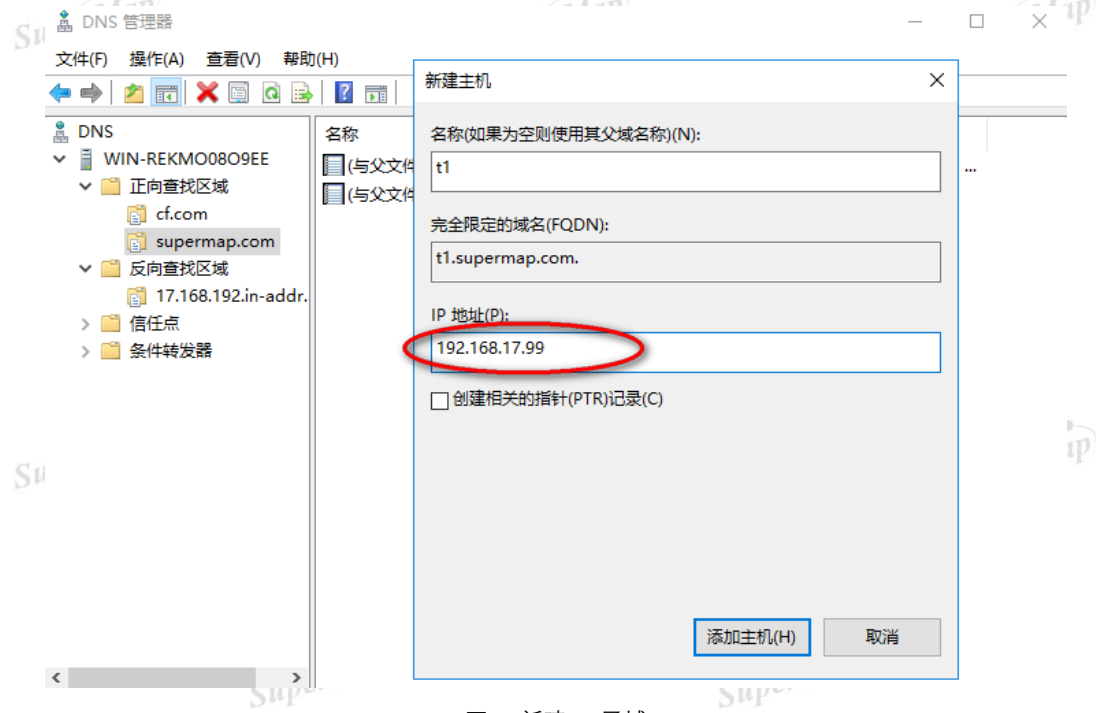 DNS 管理器
文件(F) 操作(A) 查看(V) 帮助(H)
DNS
WIN-REKMO08O9EE
正向查找区域
cf.com
supermap.com
反向查找区域
17.168.192.in-addr.
信任点
条件转发器
名称
(与父文件
(与父文件
...
新建主机
名称(如果为空则使用其父域名称)(N):
t1
完全限定的域名(FQDN):
t1.supermap.com.
IP 地址(P):
192.168.17.99
创建相关的指针(PTR)记录(C)
添加主机(H) 取消